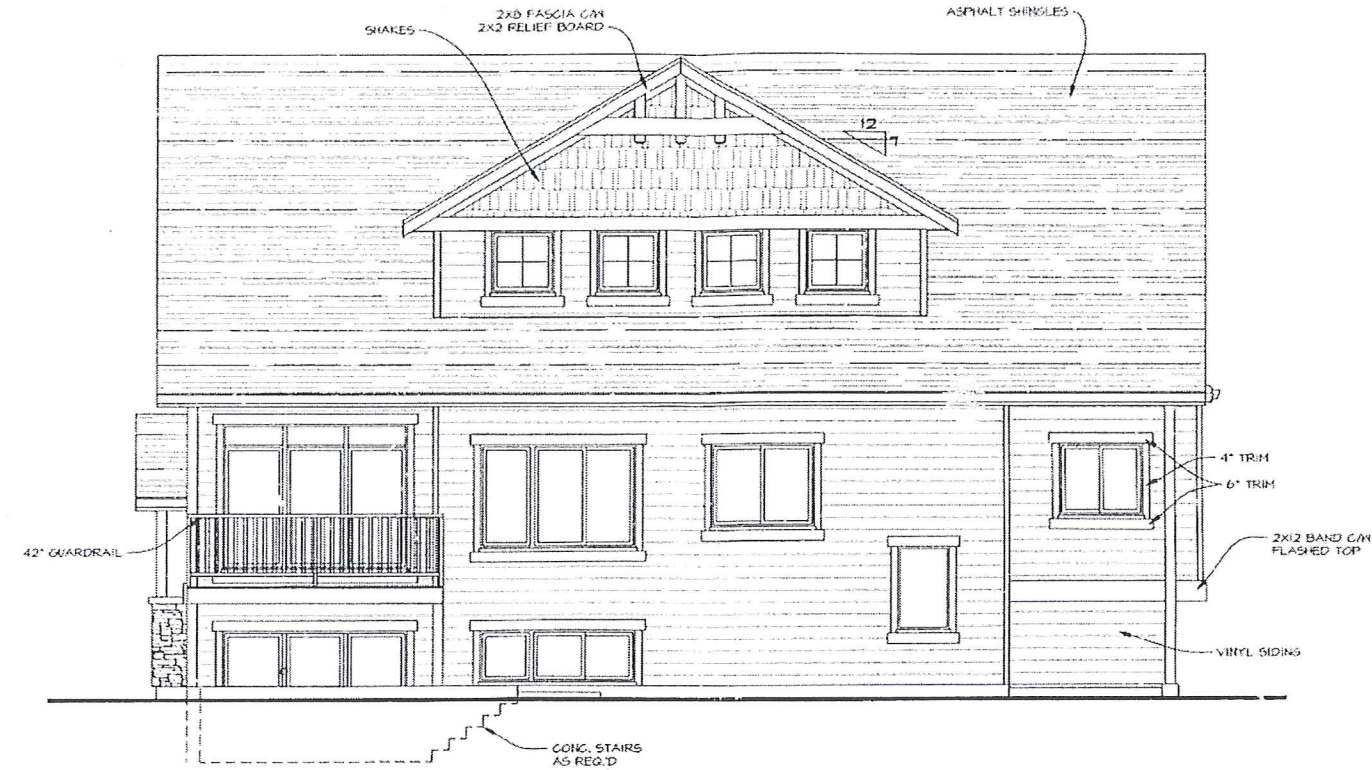 2X8 FASCIA C/W
2X2 RELIEF BOARD
ASPHALT SHINGLES
SHAKES
12
7
4" TRIM
6" TRIM
42" GUARDRAIL
2X12 BAND C/W
FLASHED TOP
VINYL SIDING
CONC. STAIRS
AS REQ'D